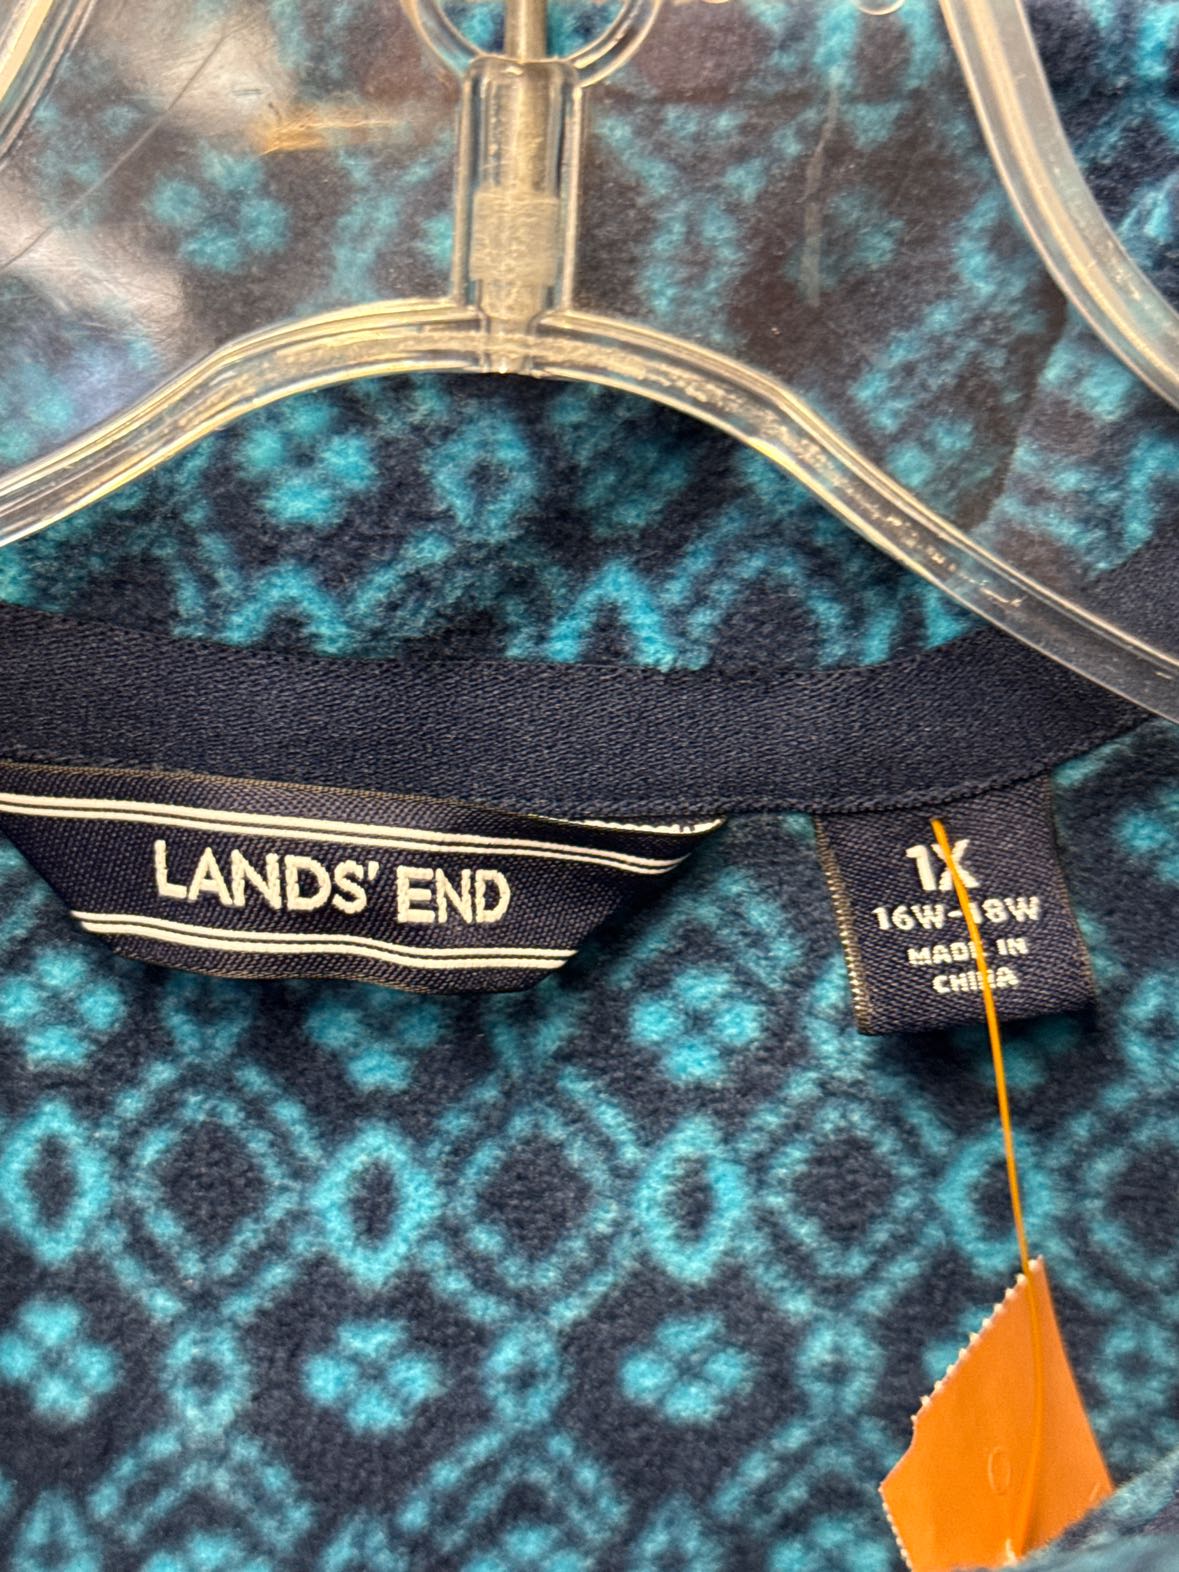 LANDS' END
1X
16W-18W
MADE IN
CHINA